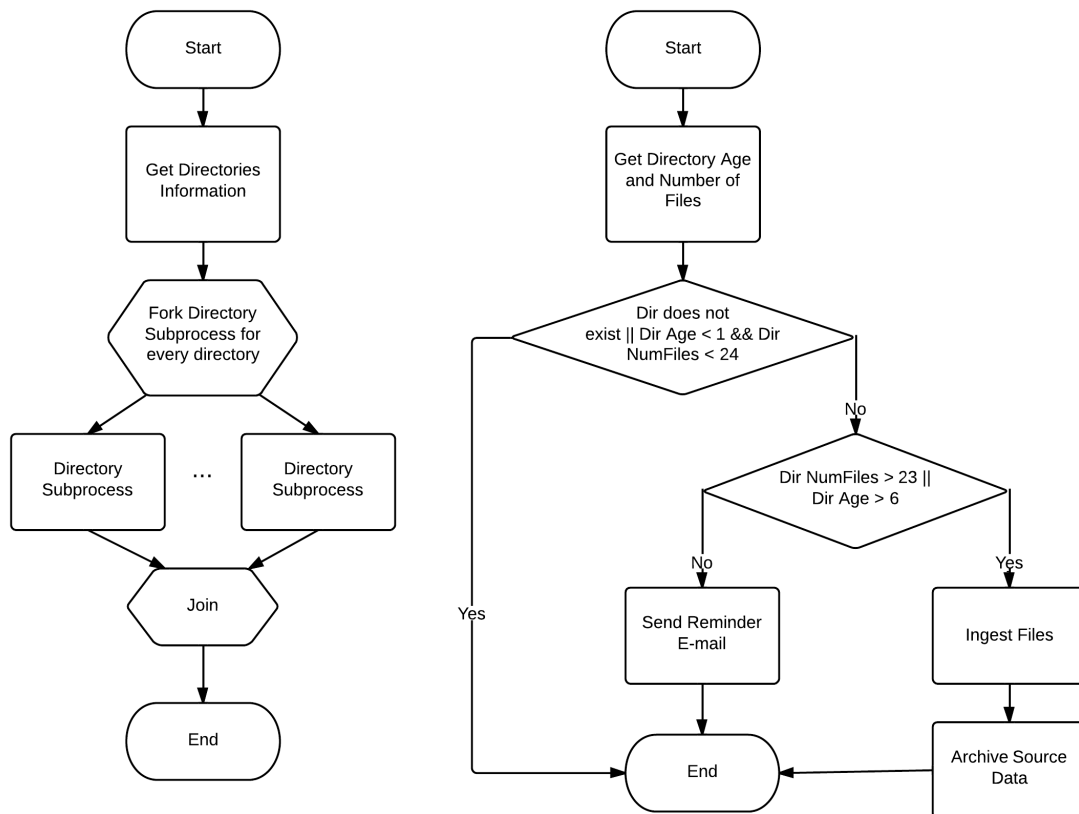 Start
Get Directories
Information
Fork Directory
Subprocess for
every directory
Directory
Subprocess
...
Directory
Subprocess
Join
End
Start
Get Directory Age
and Number of
Files
Dir does not
exist || Dir Age < 1 && Dir
NumFiles < 24
No
Dir NumFiles > 23 ||
Dir Age > 6
No
Yes
Yes
Send Reminder
E-mail
Ingest Files
End
Archive Source
Data